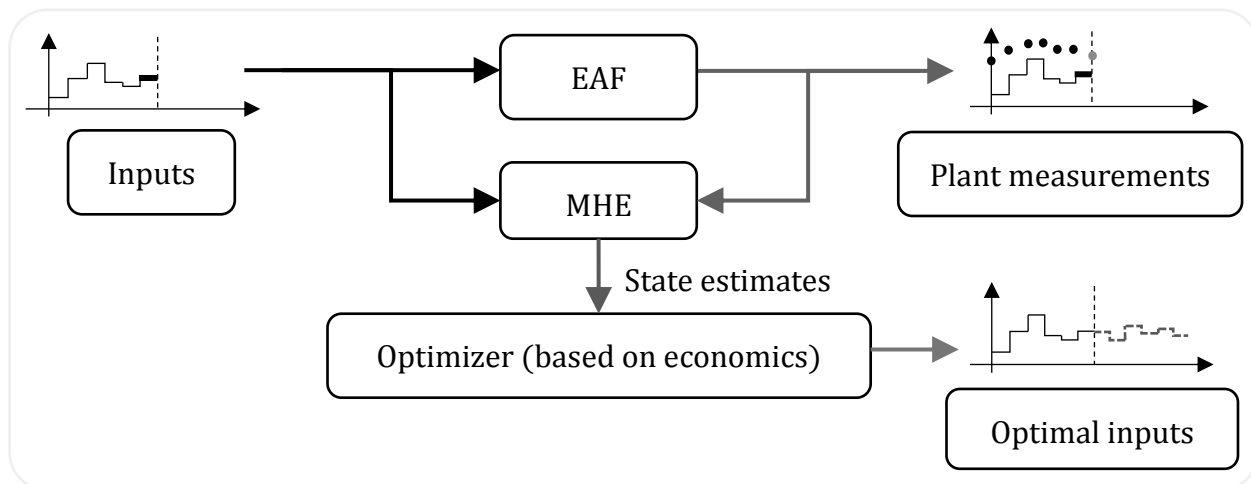 EAF
Inputs
Plant measurements
MHE
State estimates
Optimizer (based on economics)
Optimal inputs